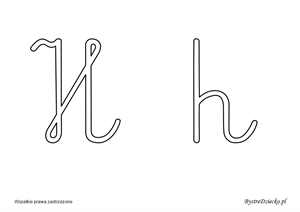 H h
Wszelkie prawa zastrzeżone
BystreDziecko.pl